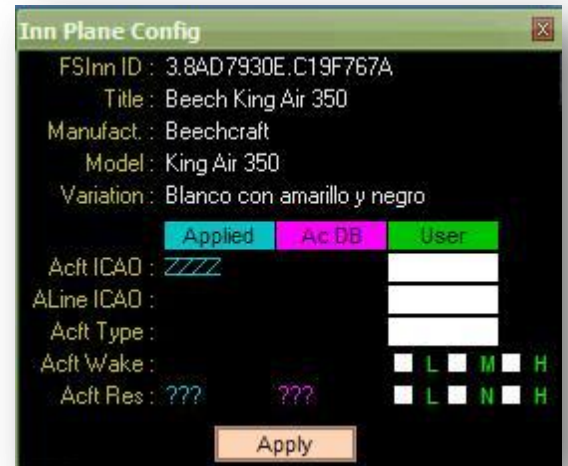 Inn Plane Config
FSInn ID : 3.8AD7930E.C19F767A
Title : Beech King Air 350
Manufact. : Beechcraft
Model : King Air 350
Variation : Blanco con amarillo y negro
Applied Ac DB User
Acft ICAO : ZZZZ
ALine ICAO :
Acft Type :
Acft Wake : L M H
Acft Res : ??? ??? L N H
Apply